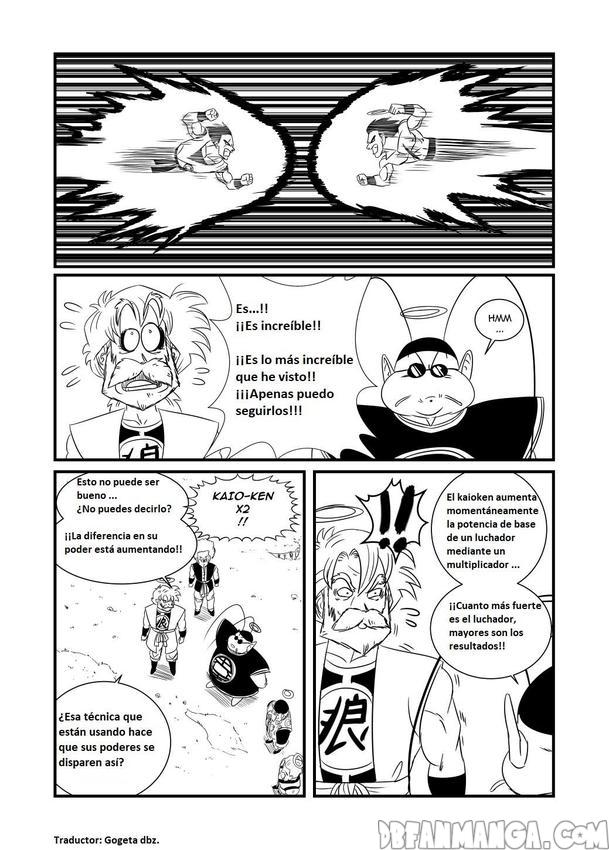 Es...!!
¡¡Es increíble!!
¡¡Es lo más increíble
que he visto!!
¡¡¡Apenas puedo
seguirlos!!!
HMM
...
Esto no puede ser
bueno ...
¿No puedes decirlo?
¡¡La diferencia en su
poder está aumentando!!
KAIO-KEN
X2
!!
¿Esa técnica que
están usando hace
que sus poderes se
disparen así?
!!
El kaioken aumenta
momentáneamente
la potencia de base
de un luchador
mediante un
multiplicador ...
¡¡Cuanto más fuerte
es el luchador,
mayores son los
resultados!!
狼
Traductor: Gogeta dbz.
DBFANMANGA.COM